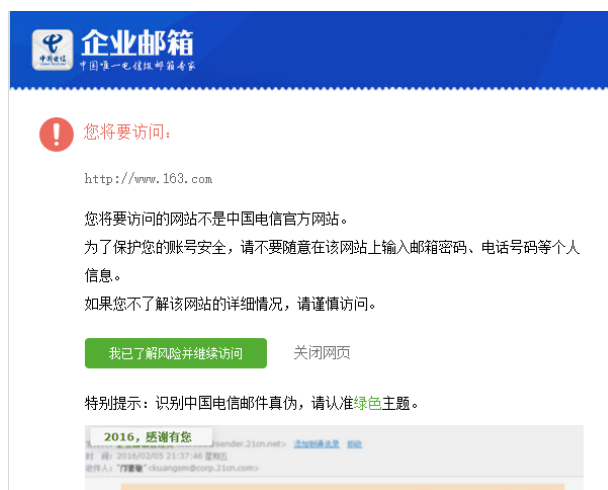 中国电信
企业邮箱
中国唯一电信级邮箱专家
您将要访问：
http://www.163.com
您将要访问的网站不是中国电信官方网站。
为了保护您的账号安全，请不要随意在该网站上输入邮箱密码、电话号码等个人
信息。
如果您不了解该网站的详细情况，请谨慎访问。
我已了解风险并继续访问 关闭网页
特别提示：识别中国电信邮件真伪，请认准绿色主题。
2016，感谢有您
sender.21cn.net>
时 间：2016/02/05 21:37:46 星期五
收件人： <kuangsm@corp.21cn.com>